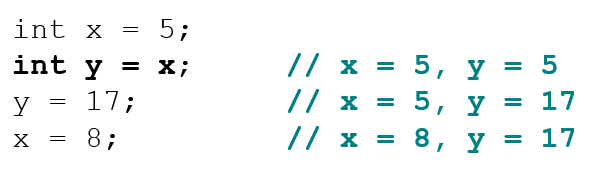 int x = 5;
int y = x;     // x = 5, y = 5
y = 17;        // x = 5, y = 17
x = 8;         // x = 8, y = 17